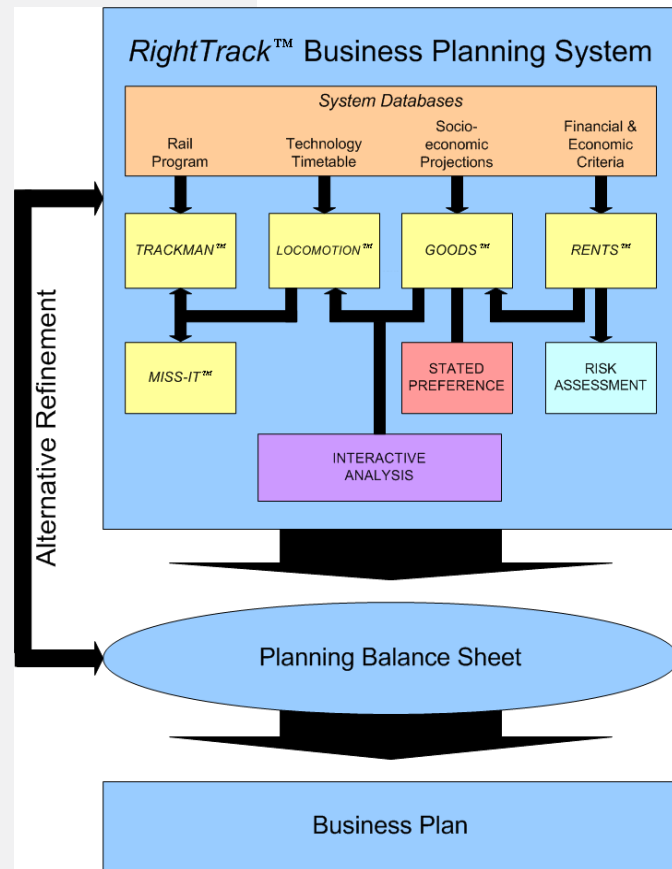 RightTrack™ Business Planning System
System Databases
Rail
Program
Technology
Timetable
Socio-
economic
Projections
Financial &
Economic
Criteria
TRACKMAN™
LOCOMOTION™
GOODS™
RENTS™
MISS-IT™
STATED
PREFERENCE
RISK
ASSESSMENT
INTERACTIVE
ANALYSIS
Alternative Refinement
Planning Balance Sheet
Business Plan